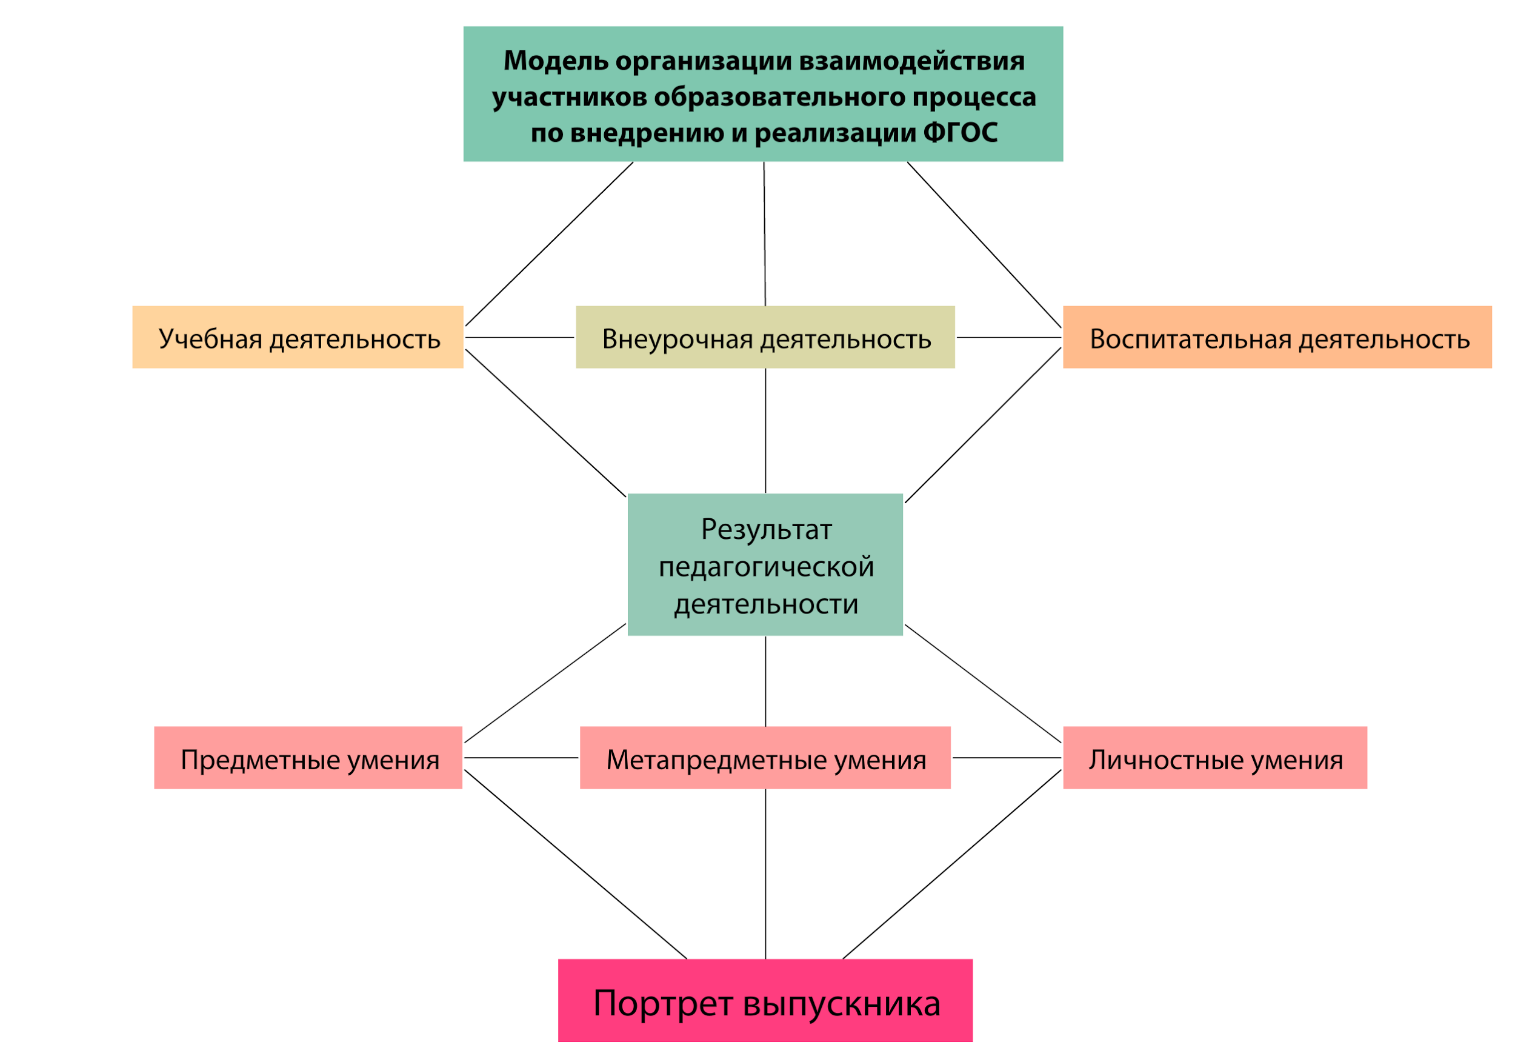 Модель организации взаимодействия
участников образовательного процесса
по внедрению и реализации ФГОС
Учебная деятельность
Внеурочная деятельность
Воспитательная деятельность
Результат
педагогической
деятельности
Предметные умения
Метапредметные умения
Личностные умения
Портрет выпускника